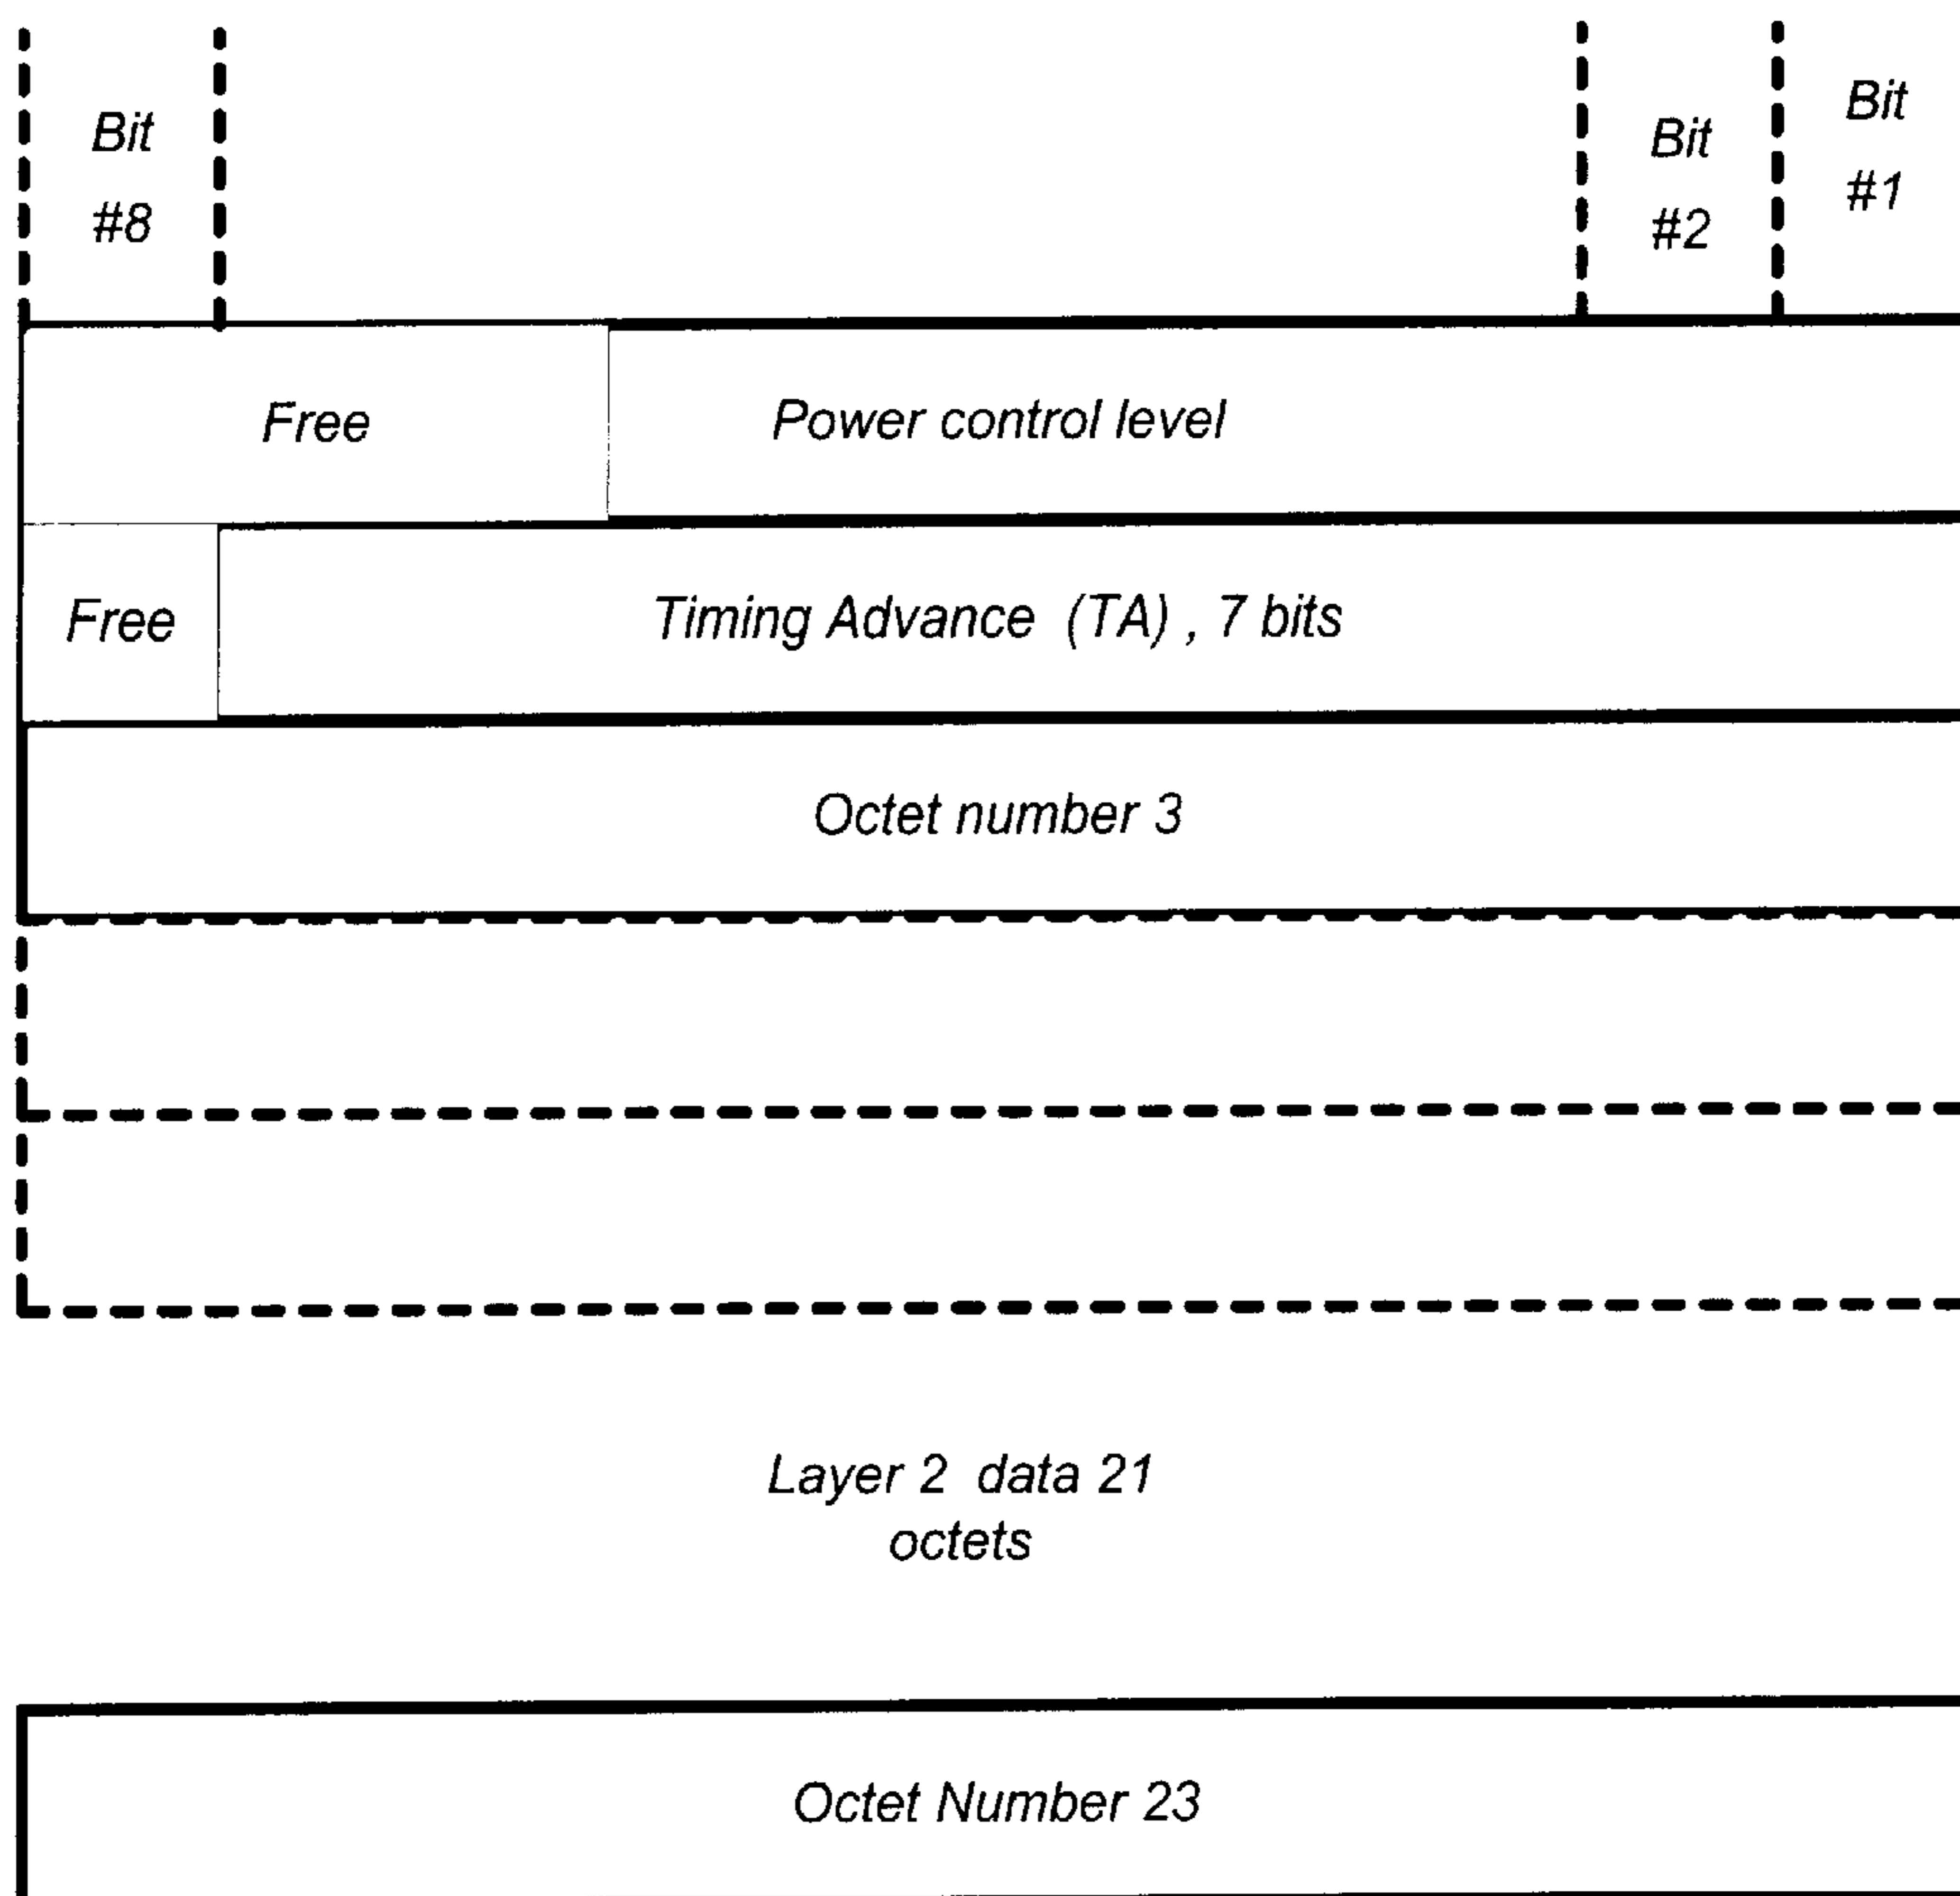 Bit
#8
Bit
#2
Bit
#1
Free
Power control level
Free
Timing Advance (TA) , 7 bits
Octet number 3
Layer 2 data 21
octets
Octet Number 23